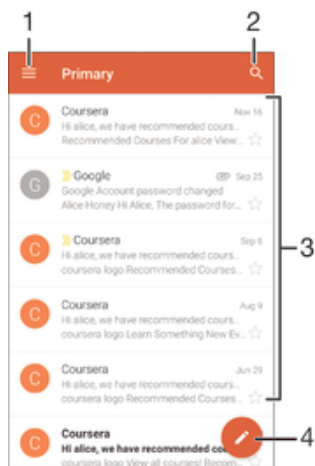 1
2
Primary
C
Coursera
Nov 16
Hi alice, we have recommended cours...
Recommended Courses For alice View...
G
Google
Sep 25
Google Account password changed
Alice Honey Hi Alice, The password for...
C
Coursera
Sep 6
Hi alice, we have recommended cours...
coursera logo Recommended Courses...
3
C
Coursera
Aug 9
Hi alice, we have recommended cours...
coursera logo Learn Something New Ev...
C
Coursera
Jun 29
Hi alice, we have recommended cours...
coursera logo Recommended Courses...
4
C
Coursera
Hi alice, we have recommended
coursera logo View all courses!